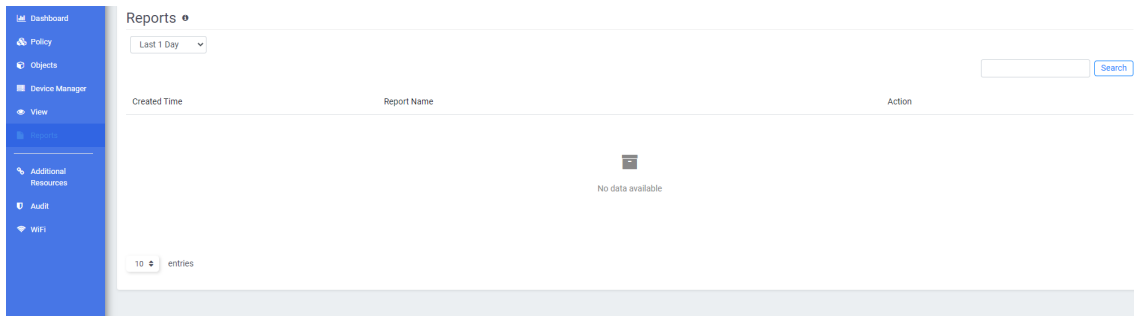 Dashboard
Policy
Objects
Device Manager
View
Reports
Additional
Resources
Audit
WiFi
Reports
Last 1 Day
Search
Created Time Report Name Action
No data available
10 entries